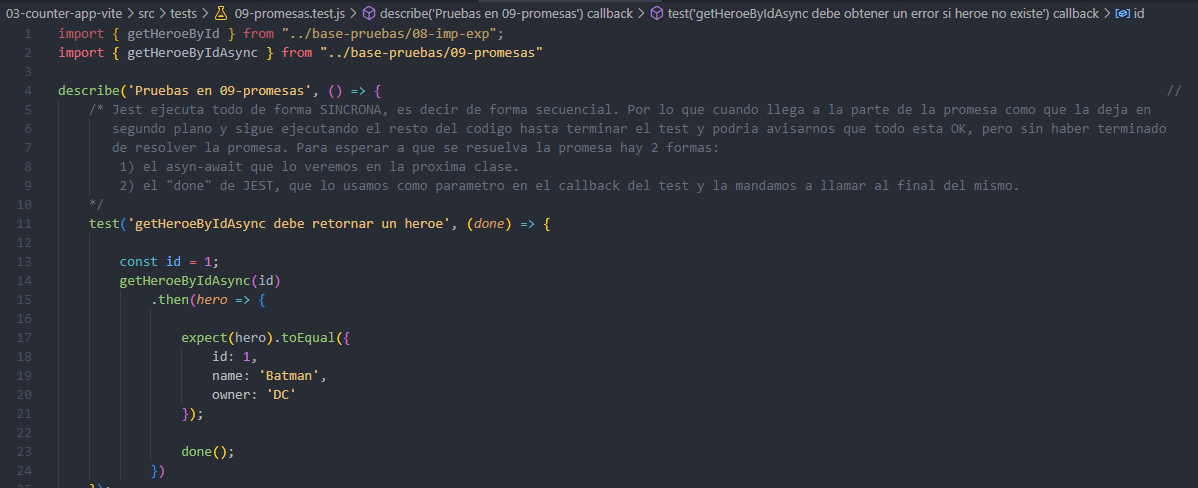 03-counter-app-vite > src > tests > 09-promesas.test.js > describe('Pruebas en 09-promesas') callback > test('getHeroeByIdAsync debe obtener un error si heroe no existe') callback > id
1 import { getHeroeById } from "../base-pruebas/08-imp-exp";
2 import { getHeroeByIdAsync } from "../base-pruebas/09-promesas"
3
4 describe('Pruebas en 09-promesas', () => { //
5 /* Jest ejecuta todo de forma SINCRONA, es decir de forma secuencial. Por lo que cuando llega a la parte de la promesa como que la deja en
6 segundo plano y sigue ejecutando el resto del codigo hasta terminar el test y podria avisarnos que todo esta OK, pero sin haber terminado
7 de resolver la promesa. Para esperar a que se resuelva la promesa hay 2 formas:
8 1) el asyn-await que lo veremos en la proxima clase.
9 2) el "done" de JEST, que lo usamos como parametro en el callback del test y la mandamos a llamar al final del mismo.
10 */
11 test('getHeroeByIdAsync debe retornar un heroe', (done) => {
12
13 const id = 1;
14 getHeroeByIdAsync(id)
15 .then(hero => {
16
17 expect(hero).toEqual({
18 id: 1,
19 name: 'Batman',
20 owner: 'DC'
21 });
22
23 done();
24 })